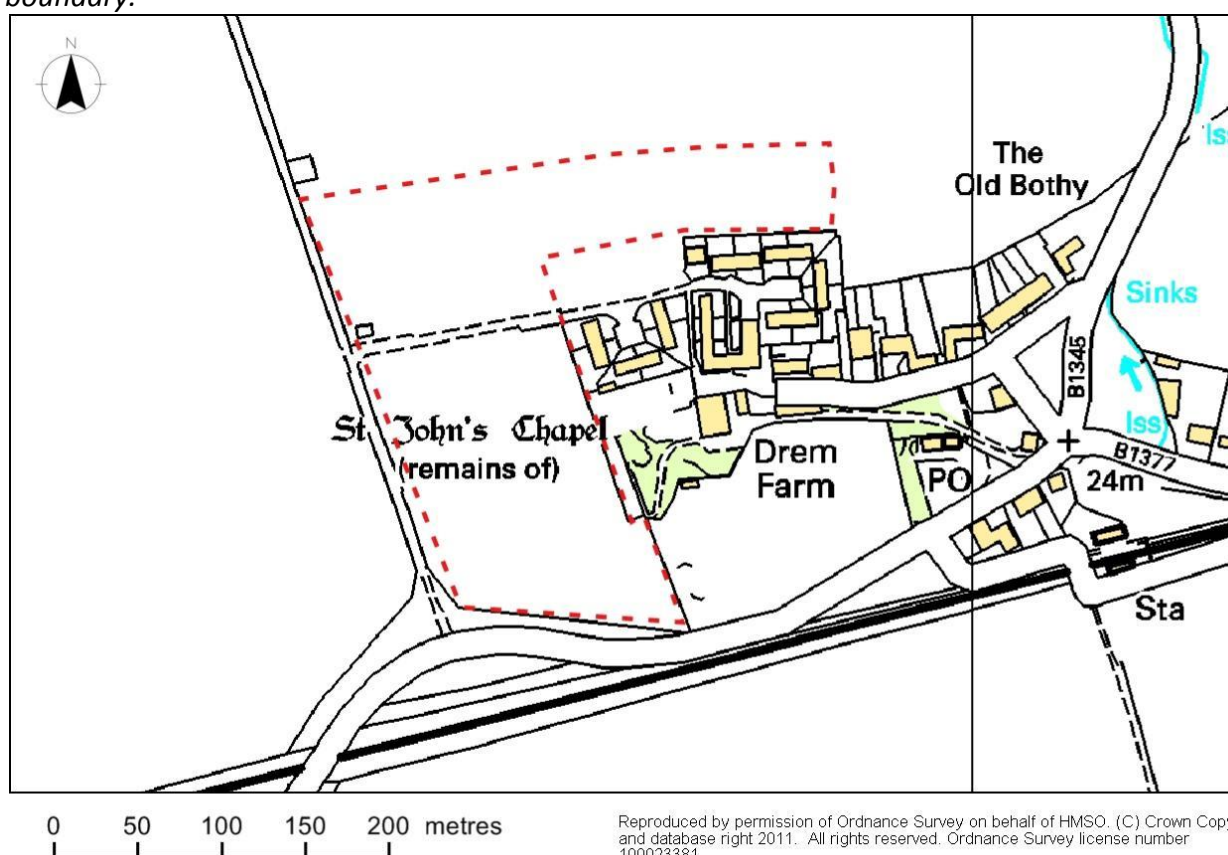 boundary.
N
The
Old Bothy
Sinks
B1345
St John's Chapel
(remains of)
Iss
Drem
Farm
PO
B1377
24m
Sta
0 50 100 150 200 metres
Reproduced by permission of Ordnance Survey on behalf of HMSO. (C) Crown Copy
and database right 2011. All rights reserved. Ordnance Survey license number
100023381